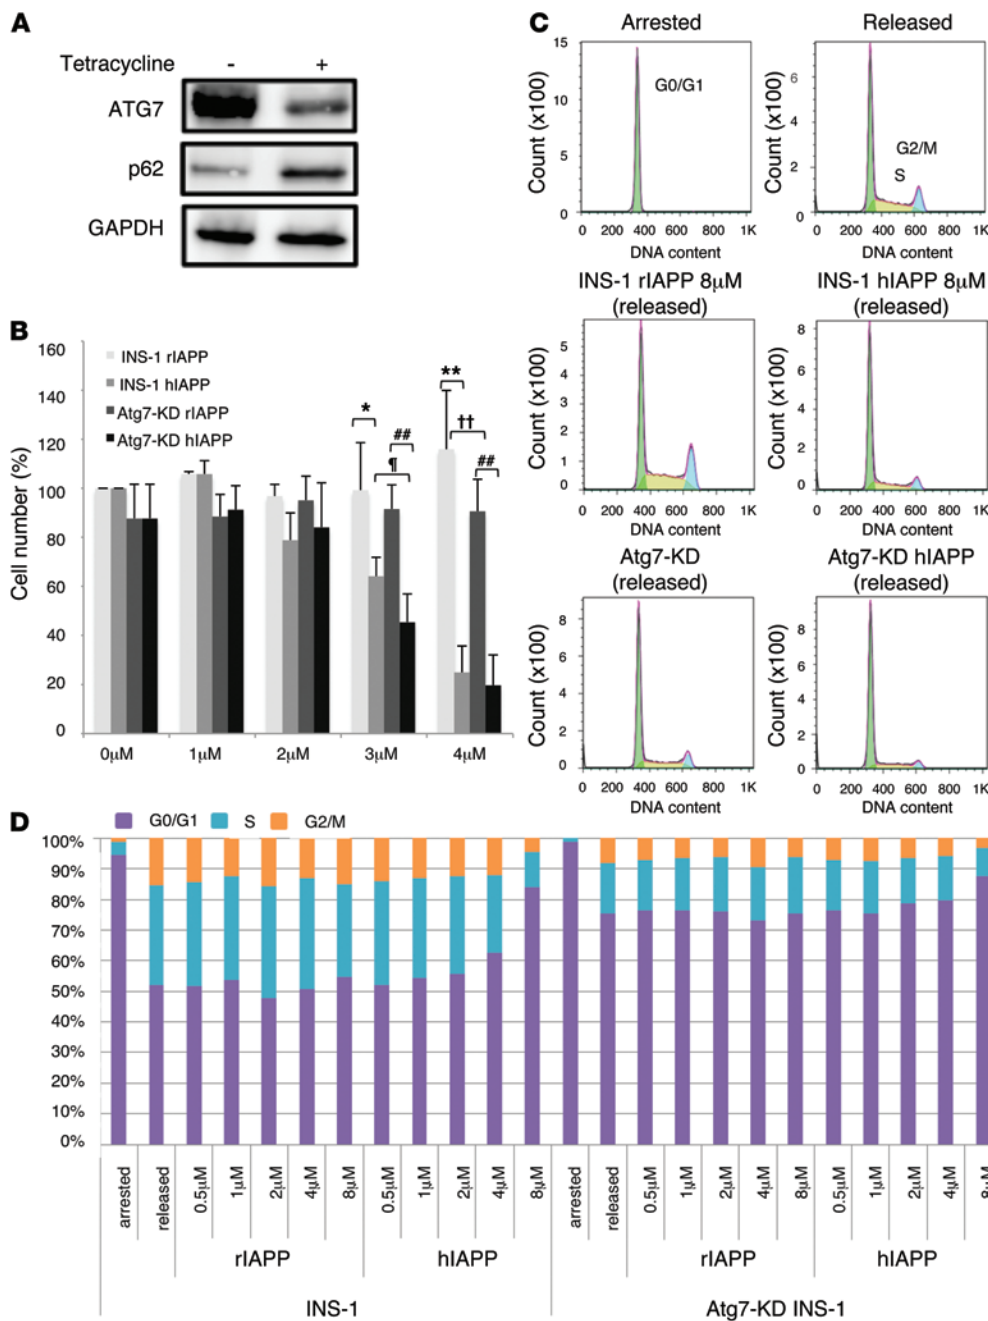 A
Tetracycline - +
ATG7
p62
GAPDH
B
160
140
120
100
80
60
40
20
0
Cell number (%)
INS-1 rIAPP
INS-1 hIAPP
Atg7-KD rIAPP
Atg7-KD hIAPP
* ## ¶
** †† ##
0μM 1μM 2μM 3μM 4μM
C
Arrested
15
10
5
0
Count (x100)
G0/G1
0 200 400 600 800 1K
DNA content
Released
6
4
2
0
Count (x100)
G2/M
S
0 200 400 600 800 1K
DNA content
INS-1 rIAPP 8μM
(released)
5
4
3
2
1
0
Count (x100)
0 200 400 600 800 1K
DNA content
INS-1 hIAPP 8μM
(released)
8
6
4
2
0
Count (x100)
0 200 400 600 800 1K
DNA content
Atg7-KD
(released)
8
6
4
2
0
Count (x100)
0 200 400 600 800 1K
DNA content
Atg7-KD hIAPP
(released)
8
6
4
2
0
Count (x100)
0 200 400 600 800 1K
DNA content
D
G0/G1 S G2/M
100%
90%
80%
70%
60%
50%
40%
30%
20%
10%
0%
arrested released 0.5μM 1μM 2μM 4μM 8μM 0.5μM 1μM 2μM 4μM 8μM arrested released 0.5μM 1μM 2μM 4μM 8μM 0.5μM 1μM 2μM 4μM 8μM
rIAPP hIAPP rIAPP hIAPP
INS-1 Atg7-KD INS-1